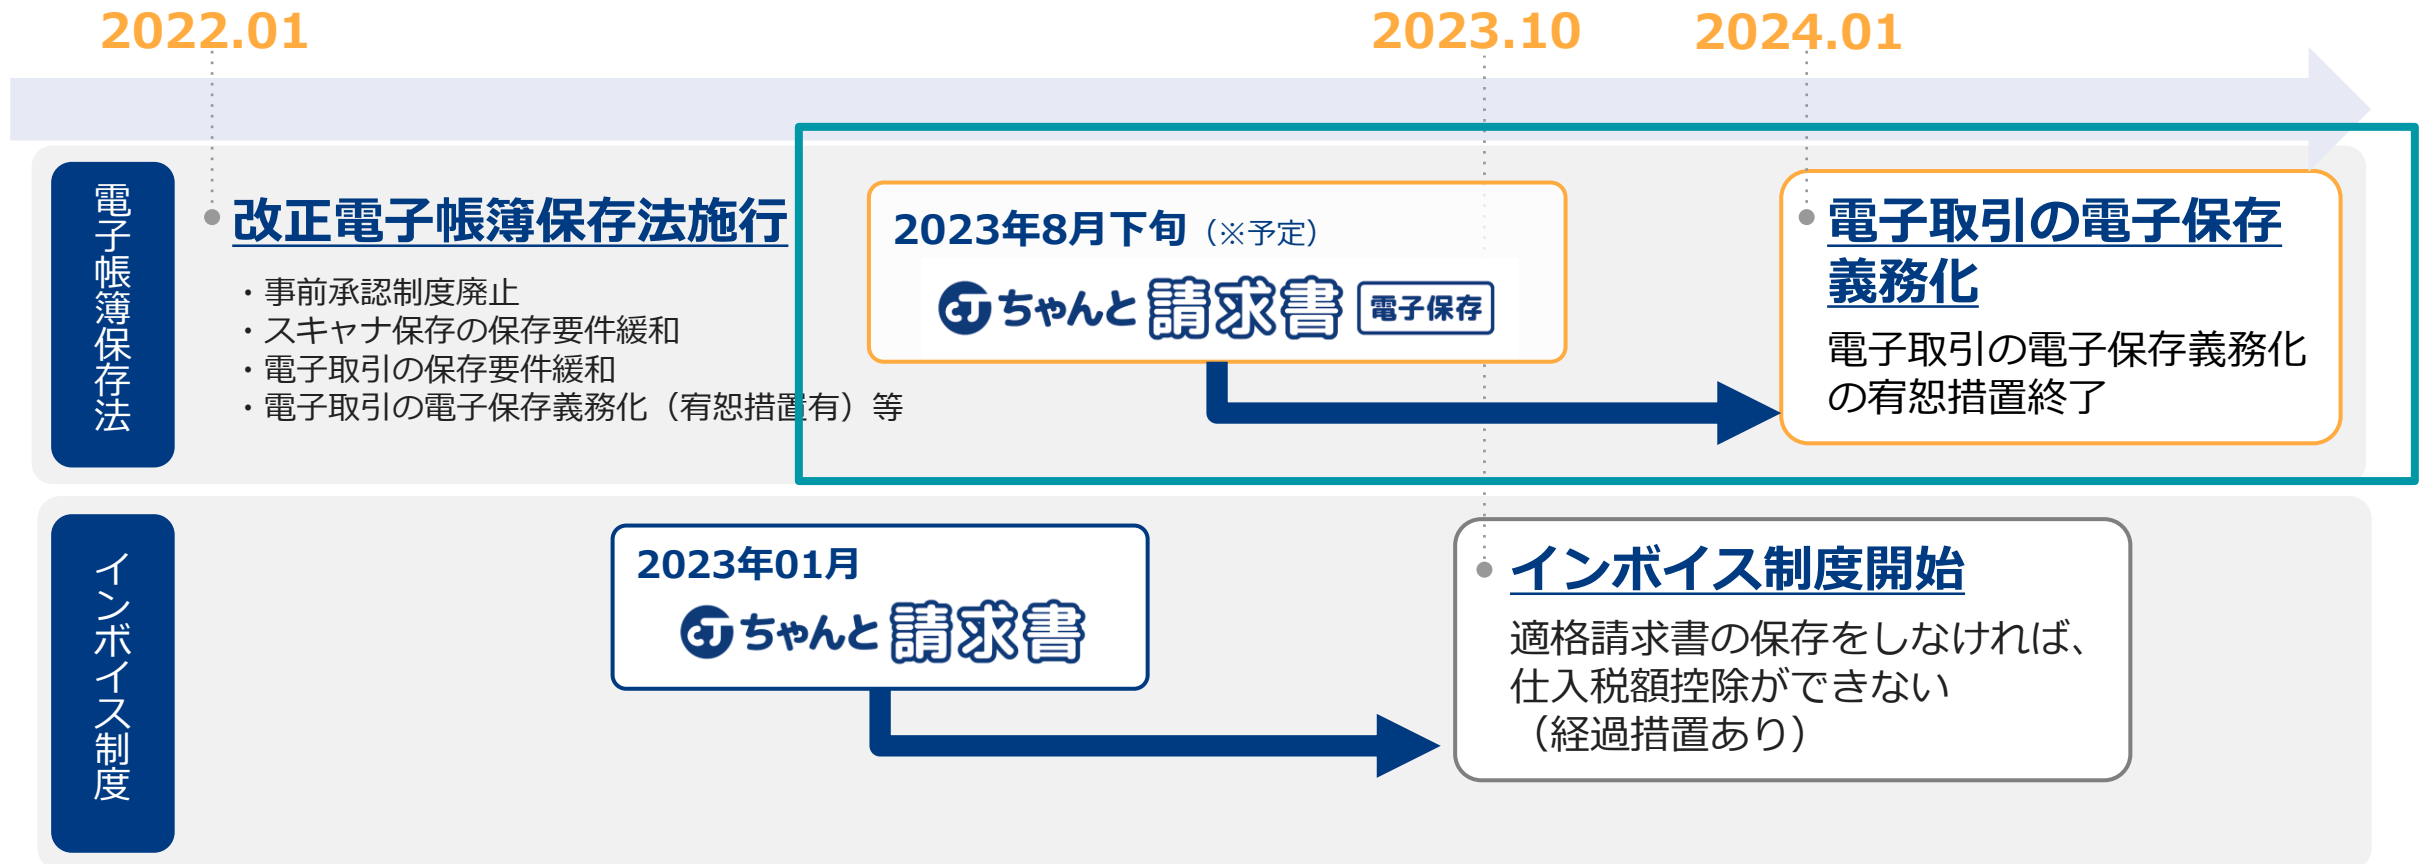 2022.01
2023.10
2024.01
電子帳簿保存法
改正電子帳簿保存法施行
・事前承認制度廃止
・スキャナ保存の保存要件緩和
・電子取引の保存要件緩和
・電子取引の電子保存義務化（宥恕措置有）等
2023年8月下旬（※予定）
ちゃんと請求書 電子保存
電子取引の電子保存
義務化
電子取引の電子保存義務化
の宥恕措置終了
インボイス制度
2023年01月
ちゃんと請求書
インボイス制度開始
適格請求書の保存をしなければ、
仕入税額控除ができない
（経過措置あり）